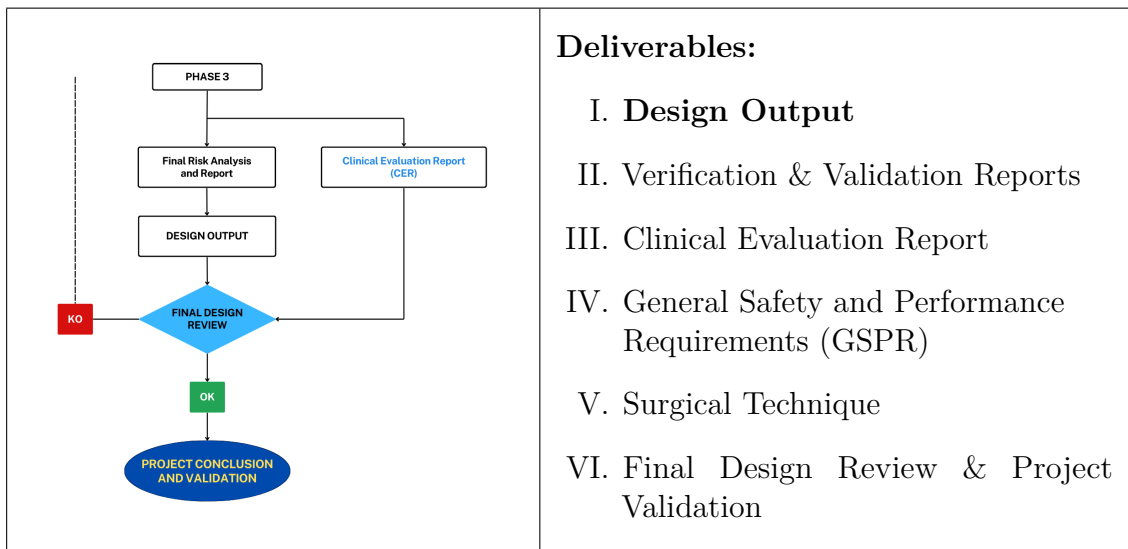 PHASE 3
Final Risk Analysis
and Report
Clinical Evaluation Report
(CER)
DESIGN OUTPUT
FINAL DESIGN
REVIEW
KO
OK
PROJECT CONCLUSION
AND VALIDATION
Deliverables:
I. Design Output
II. Verification & Validation Reports
III. Clinical Evaluation Report
IV. General Safety and Performance
Requirements (GSPR)
V. Surgical Technique
VI. Final Design Review & Project
Validation